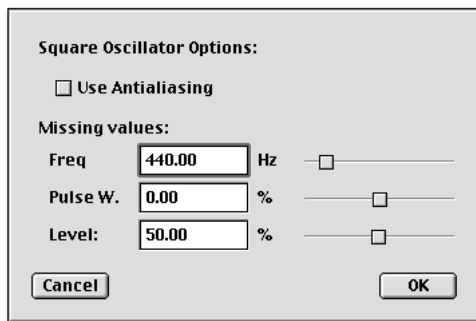 Square Oscillator Options:
Use Antialiasing
Missing values:
Freq 440.00 Hz
Pulse W. 0.00 %
Level: 50.00 %
Cancel OK